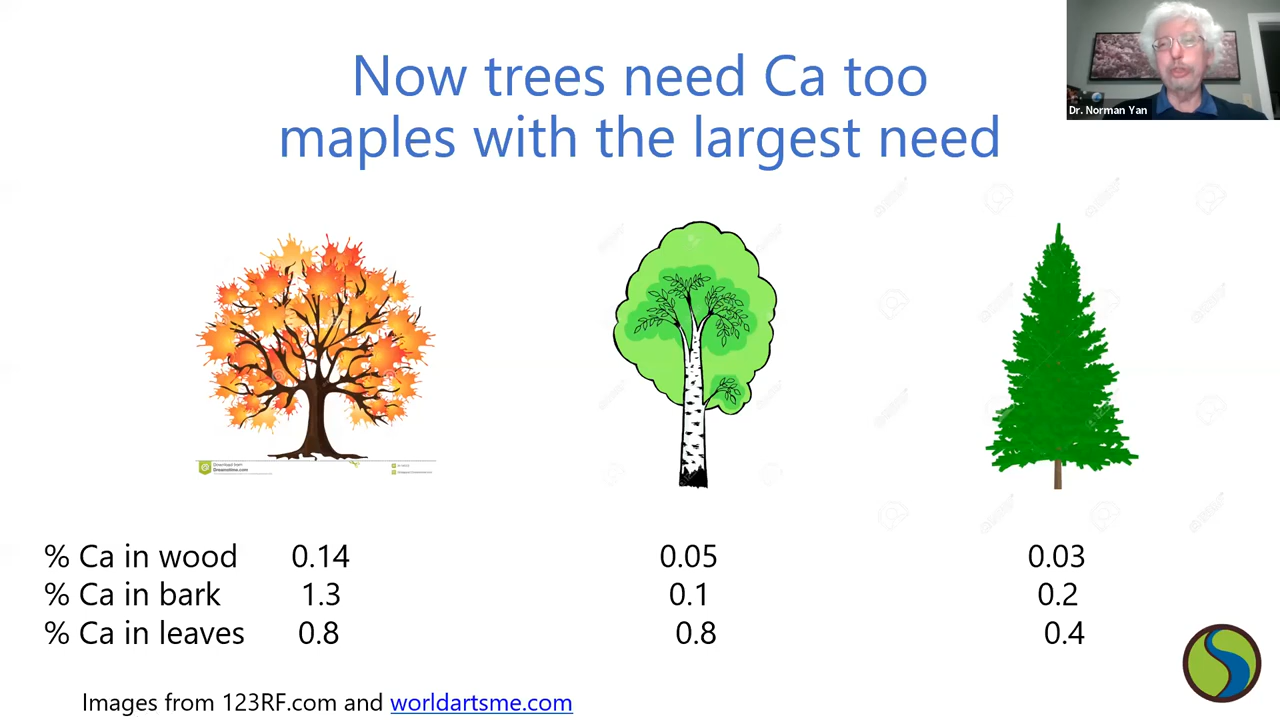 Now trees need Ca too
maples with the largest need
Dr. Norman Yan
% Ca in wood 0.14 0.05 0.03
% Ca in bark 1.3 0.1 0.2
% Ca in leaves 0.8 0.8 0.4
Images from 123RF.com and worldartsme.com